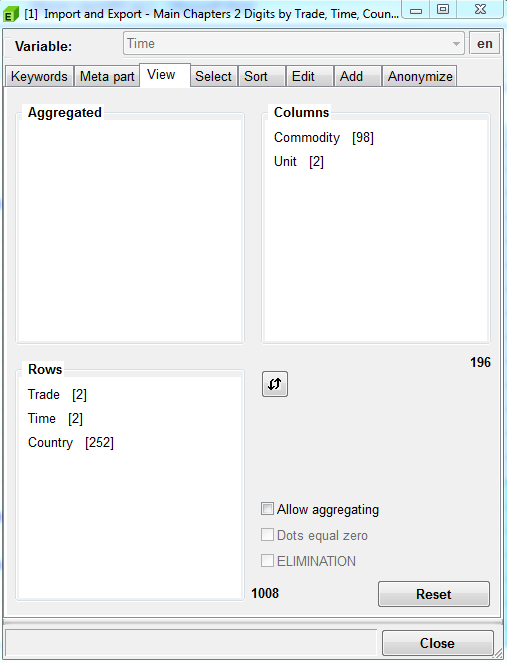 [1] Import and Export - Main Chapters 2 Digits by Trade, Time, Coun...
Variable: Time en
Keywords Meta part View Select Sort Edit Add Anonymize
Aggregated
Columns
Commodity [98]
Unit [2]
196
Rows
Trade [2]
Time [2]
Country [252]
1008
Allow aggregating
Dots equal zero
ELIMINATION
Reset
Close